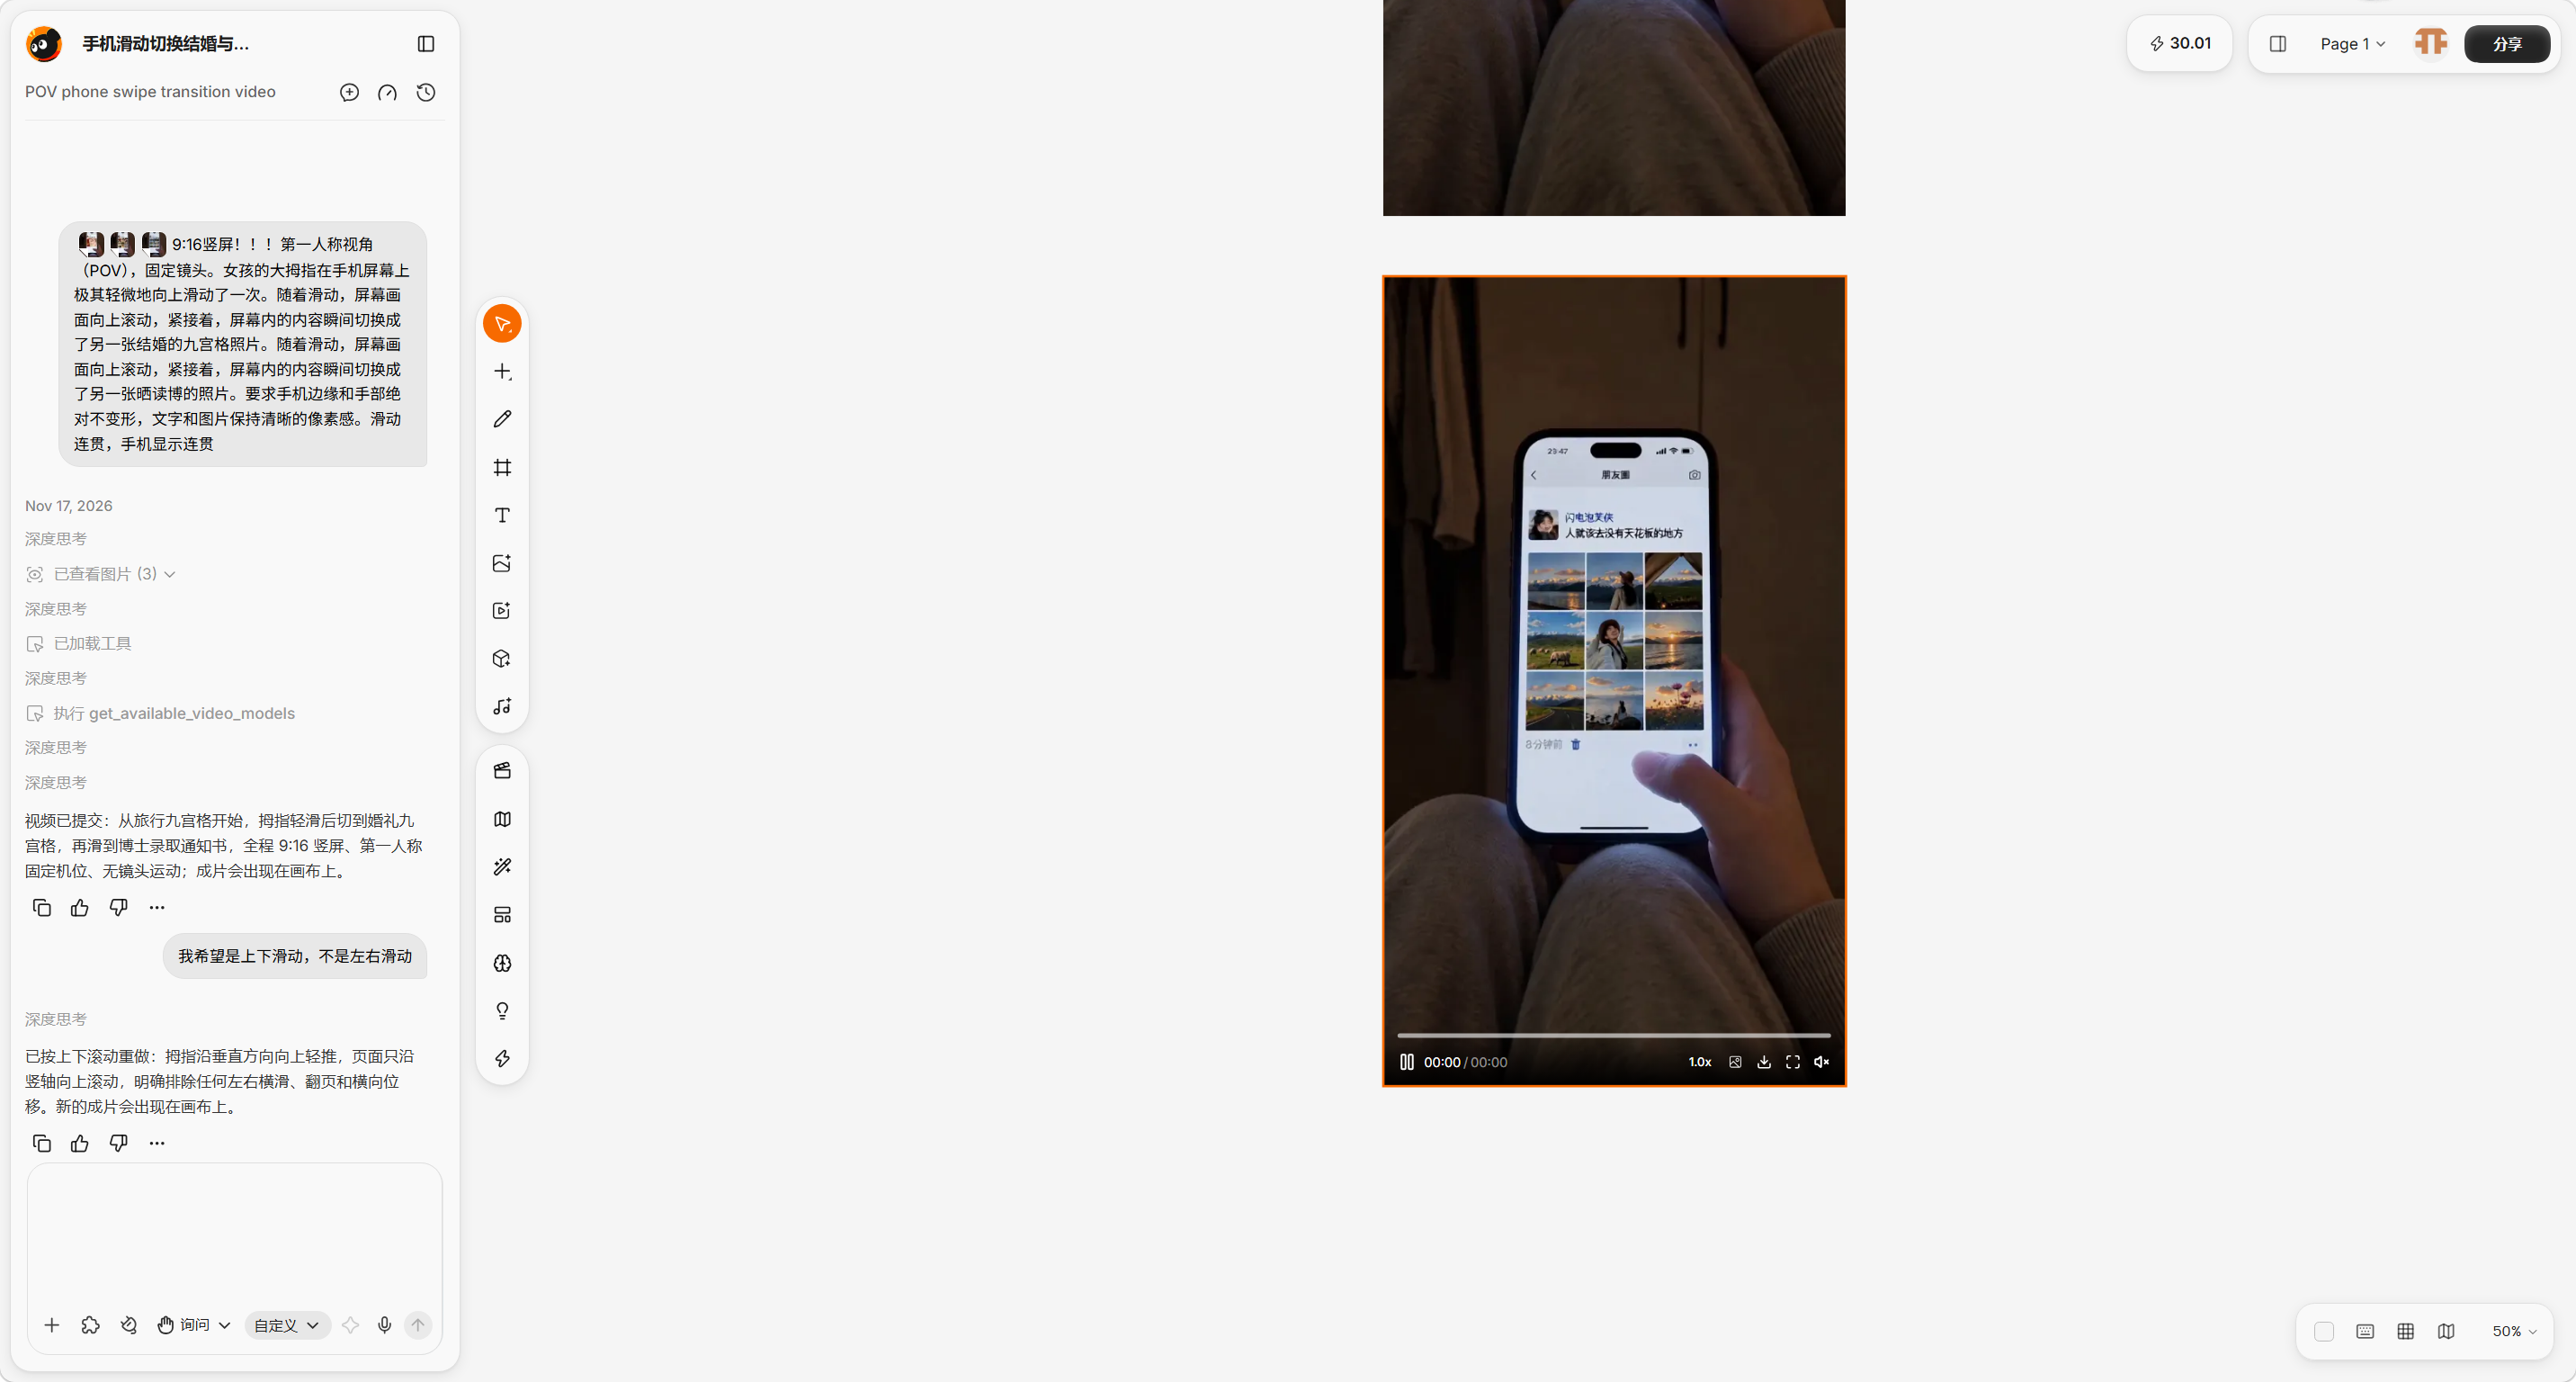 手机滑动切换结婚与...
POV phone swipe transition video
9:16竖屏！！！第一人称视角
（POV），固定镜头。女孩的大拇指在手机屏幕上
极其轻微地向上滑动了一次。随着滑动，屏幕画
面向上滚动，紧接着，屏幕内的内容瞬间切换成
了另一张结婚的九宫格照片。随着滑动，屏幕画
面向上滚动，紧接着，屏幕内的内容瞬间切换成
了另一张晒读博的照片。要求手机边缘和手部绝
对不变形，文字和图片保持清晰的像素感。滑动
连贯，手机显示连贯
Nov 17, 2026
深度思考
已查看图片 (3)
深度思考
已加载工具
深度思考
执行 get_available_video_models
深度思考
深度思考
视频已提交：从旅行九宫格开始，拇指轻滑后切到婚礼九
宫格，再滑到博士录取通知书，全程 9:16 竖屏、第一人称
固定机位、无镜头运动；成片会出现在画布上。
我希望是上下滑动，不是左右滑动
深度思考
已按上下滚动重做：拇指沿垂直方向向上轻推，页面只沿
竖轴向上滚动，明确排除任何左右横滑、翻页和横向位
移。新的成片会出现在画布上。
询问
自定义
23:47
朋友圈
闪电泡芙侠
人就该去没有天花板的地方
8分钟前
00:00 / 00:00
1.0x
30.01
Page 1
分享
50%